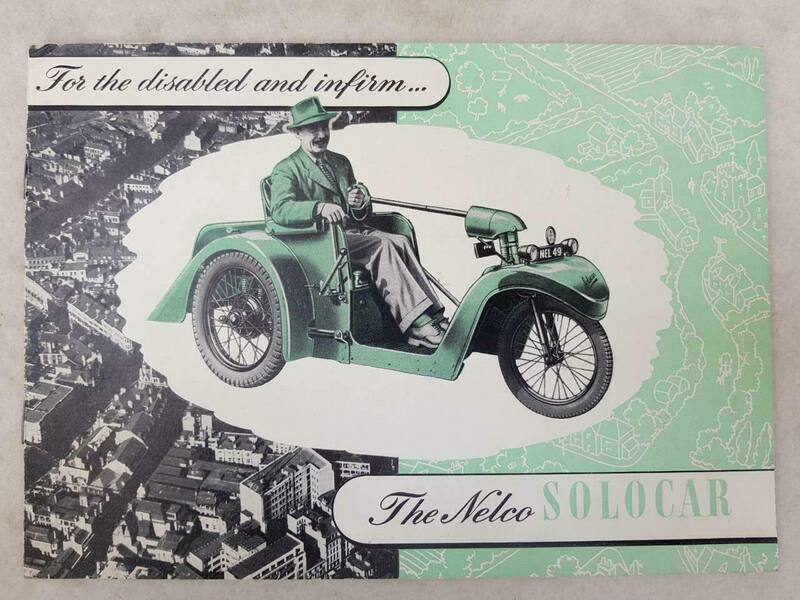 For the disabled and infirm...
NEL 49
The Nelco SOLOCAR